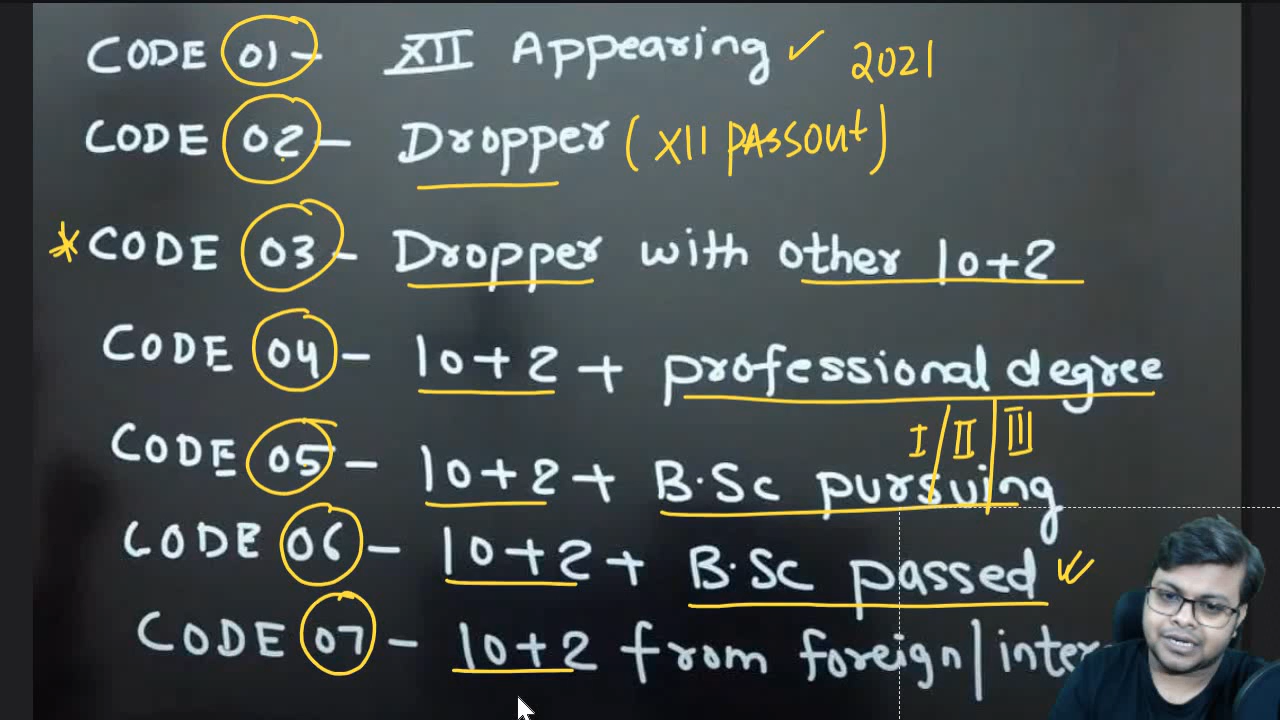 CODE 01 - XII Appearing ✓ 2021
CODE 02 - Dropper (XII PASSOUT)
* CODE 03 - Dropper with other 10+2
CODE 04 - 10+2 + professional degree
I / II | III
CODE 05 - 10+2 + B.Sc pursuing
CODE 06 - 10+2 + B.Sc passed ✓
CODE 07 - 10+2 from foreign/